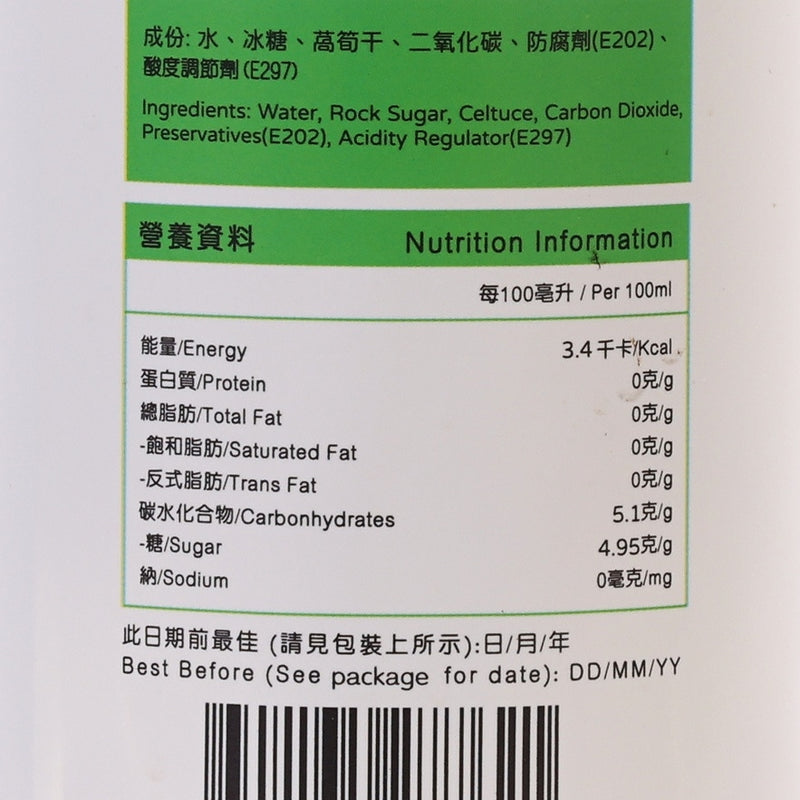 成份: 水、冰糖、萵筍干、二氧化碳、防腐劑(E202)、
酸度調節劑 (E297)
Ingredients: Water, Rock Sugar, Celtuce, Carbon Dioxide,
Preservatives(E202), Acidity Regulator(E297)
營養資料 Nutrition Information
每100毫升 / Per 100ml
能量/Energy 3.4 千卡/Kcal
蛋白質/Protein 0克/g
總脂肪/Total Fat 0克/g
-飽和脂肪/Saturated Fat 0克/g
-反式脂肪/Trans Fat 0克/g
碳水化合物/Carbonhydrates 5.1克/g
-糖/Sugar 4.95克/g
納/Sodium 0毫克/mg
此日期前最佳 (請見包裝上所示):日/月/年
Best Before (See package for date): DD/MM/YY